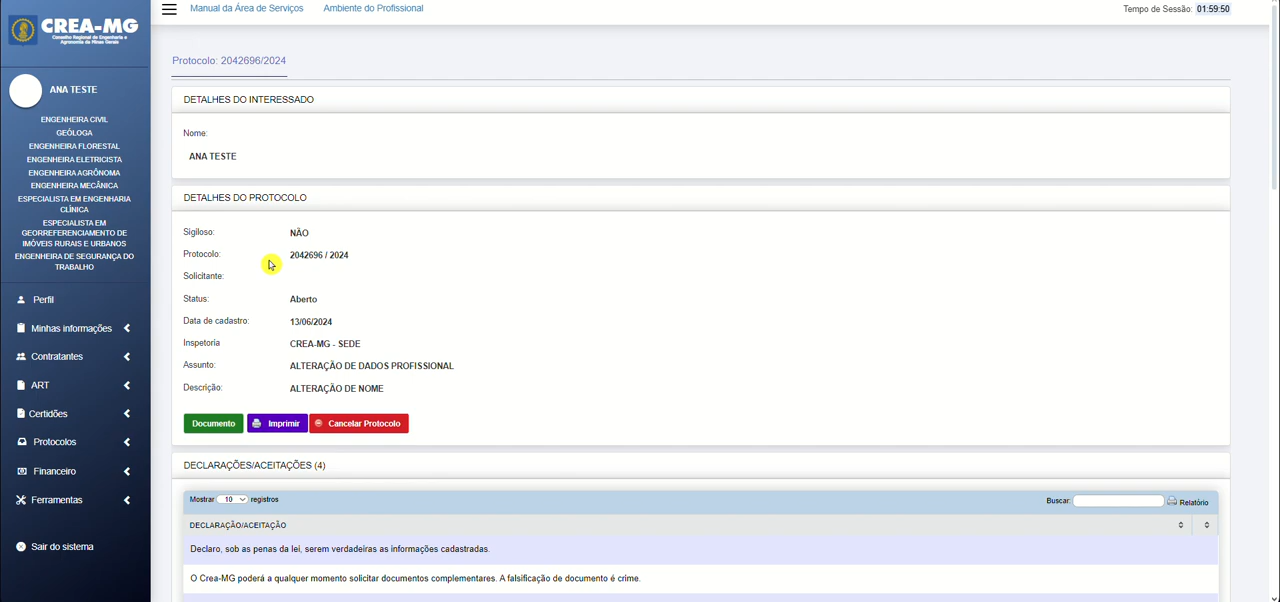 CREA-MG
Conselho Regional de Engenharia e
Agronomia de Minas Gerais
Manual da Área de Serviços
Ambiente do Profissional
Tempo de Sessão: 01:59:50
ANA TESTE
ENGENHEIRA CIVIL
GEÓLOGA
ENGENHEIRA FLORESTAL
ENGENHEIRA ELETRICISTA
ENGENHEIRA AGRÔNOMA
ENGENHEIRA MECÂNICA
ESPECIALISTA EM ENGENHARIA
CLÍNICA
ESPECIALISTA EM
GEORREFERENCIAMENTO DE
IMÓVEIS RURAIS E URBANOS
ENGENHEIRA DE SEGURANÇA DO
TRABALHO
Perfil
Minhas informações
Contratantes
ART
Certidões
Protocolos
Financeiro
Ferramentas
Sair do sistema
Protocolo: 2042696/2024
DETALHES DO INTERESSADO
Nome:
ANA TESTE
DETALHES DO PROTOCOLO
Sigiloso: NÃO
Protocolo: 2042696 / 2024
Solicitante:
Status: Aberto
Data de cadastro: 13/06/2024
Inspetoria CREA-MG - SEDE
Assunto: ALTERAÇÃO DE DADOS PROFISSIONAL
Descrição: ALTERAÇÃO DE NOME
Documento Imprimir Cancelar Protocolo
DECLARAÇÕES/ACEITAÇÕES (4)
Mostrar 10 registros Buscar: Relatório
DECLARAÇÃO/ACEITAÇÃO
Declaro, sob as penas da lei, serem verdadeiras as informações cadastradas.
O Crea-MG poderá a qualquer momento solicitar documentos complementares. A falsificação de documento é crime.